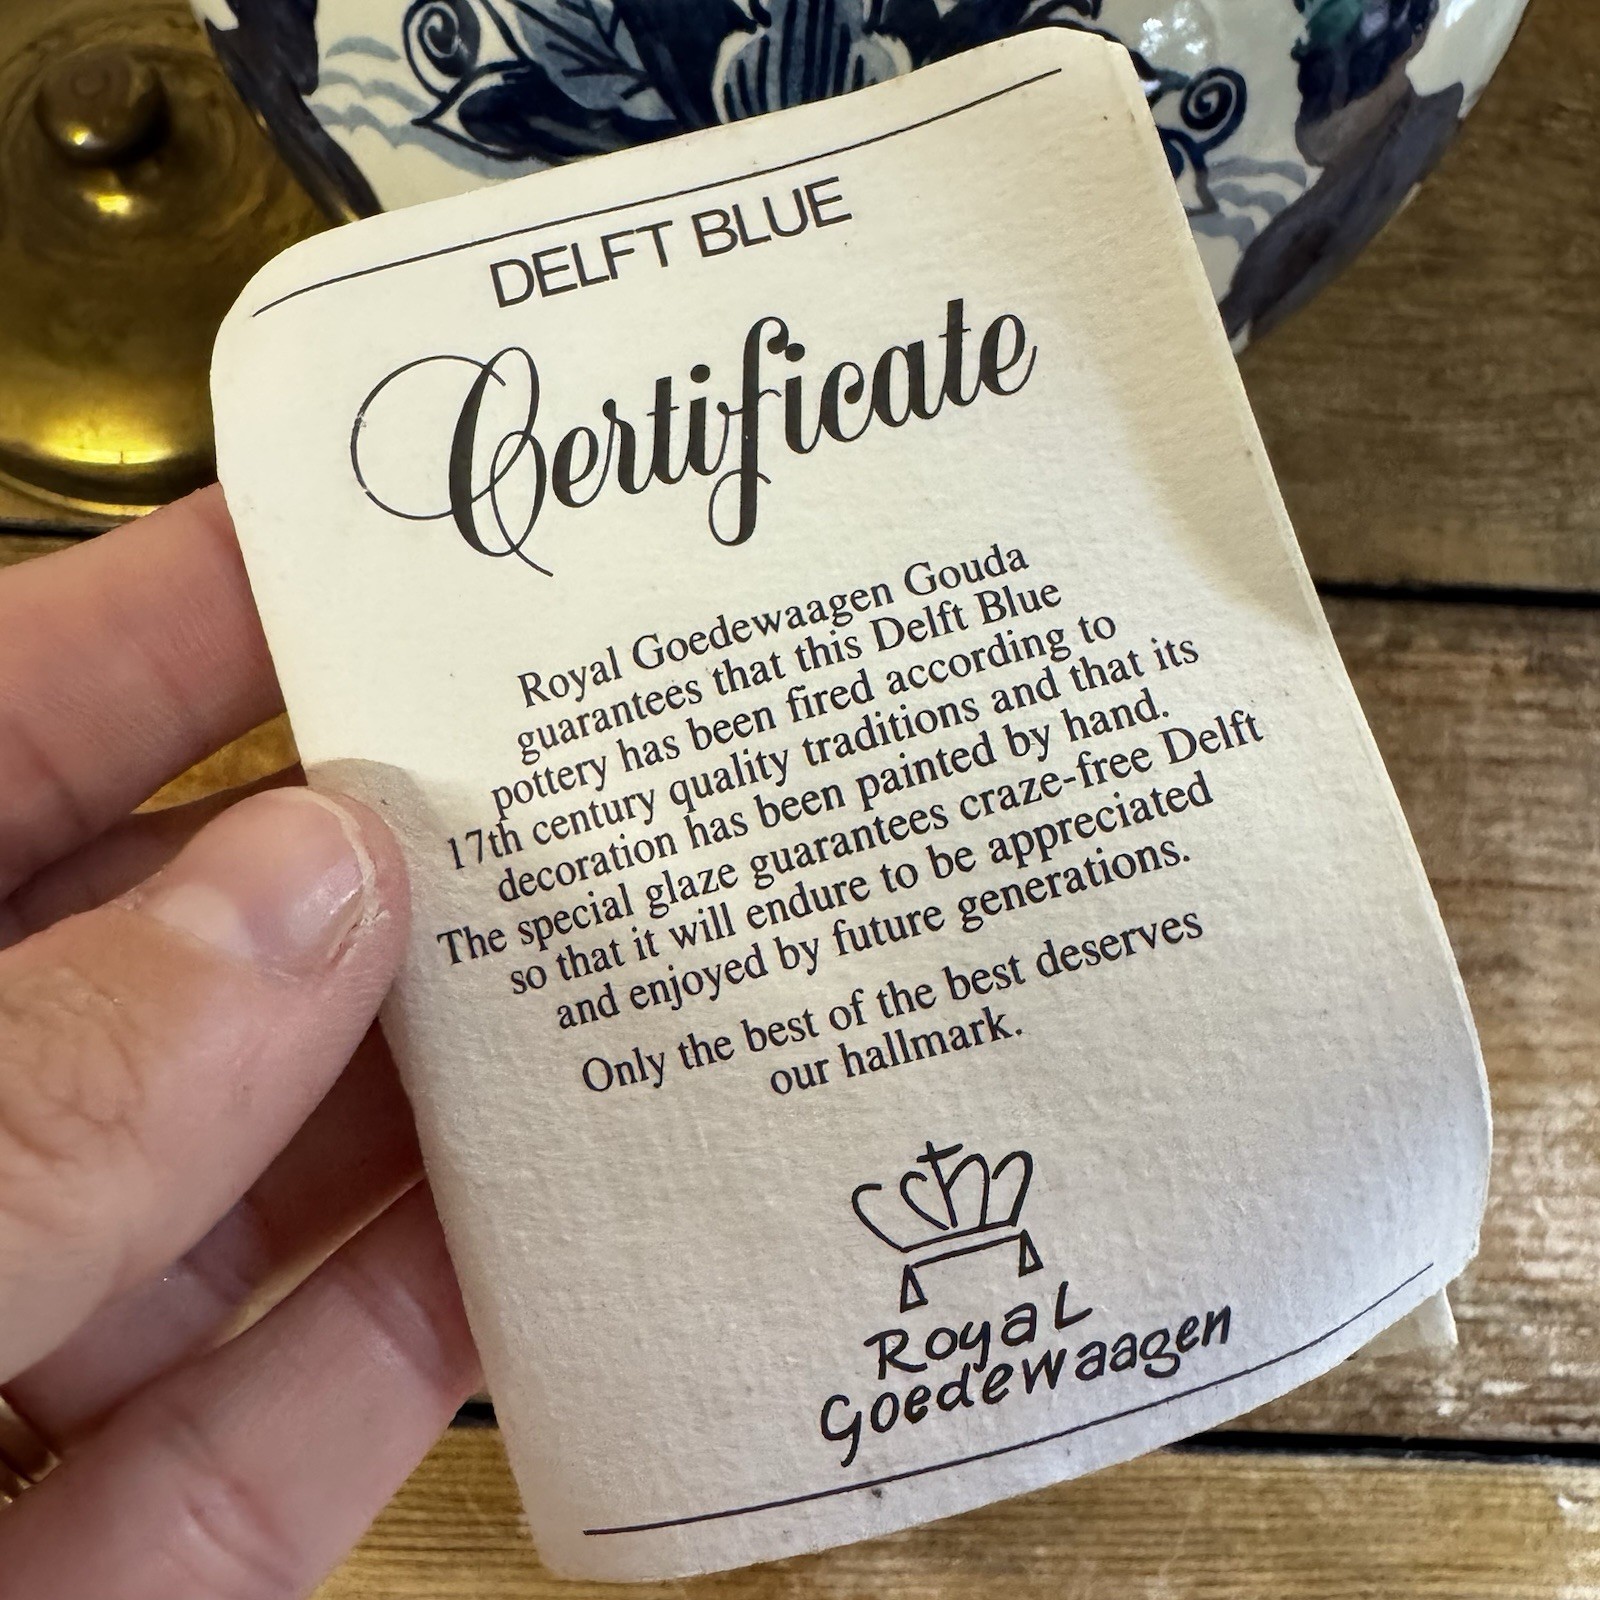 DELFT BLUE
Certificate
Royal Goedewaagen Gouda
guarantees that this Delft Blue
pottery has been fired according to
17th century quality traditions and that its
decoration has been painted by hand.
The special glaze guarantees craze-free Delft
so that it will endure to be appreciated
and enjoyed by future generations.
Only the best of the best deserves
our hallmark.
Royal
Goedewaagen